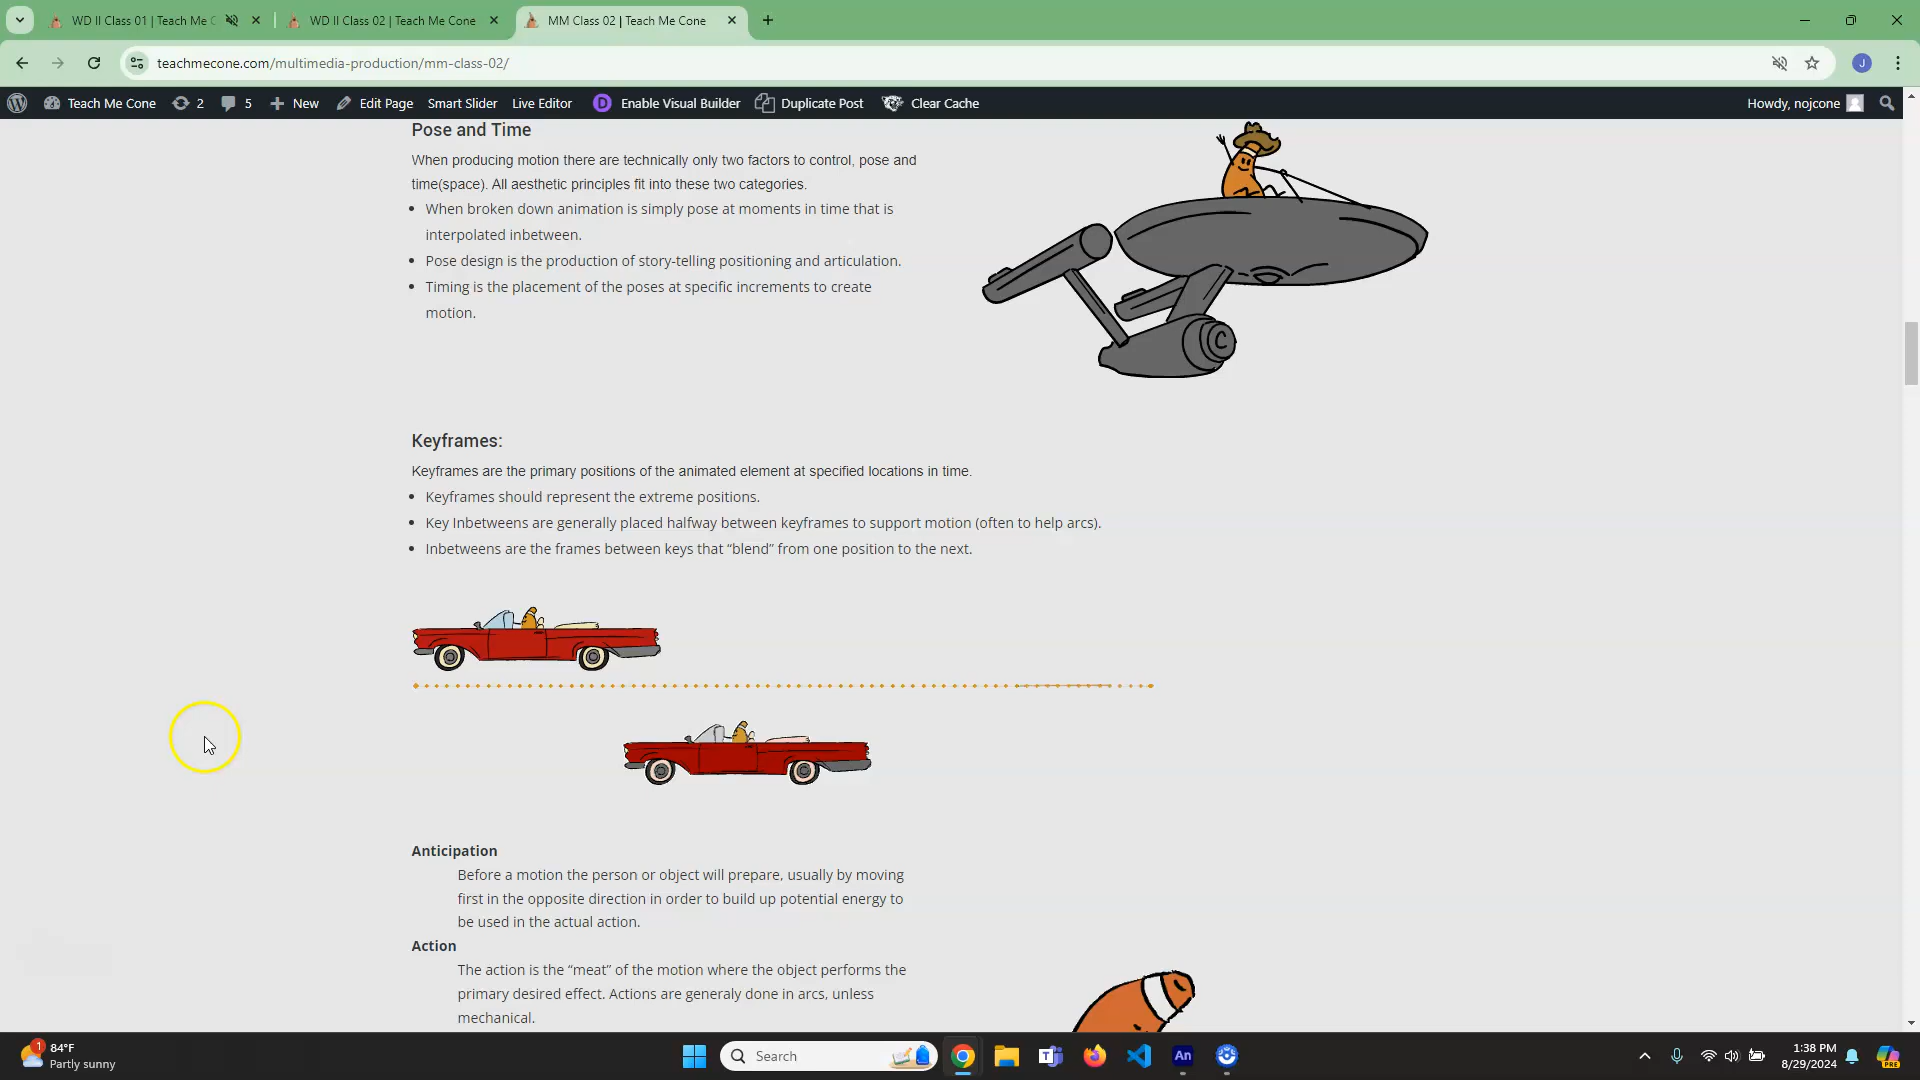 WD II Class 01 | Teach Me C
WD II Class 02 | Teach Me Cone
MM Class 02 | Teach Me Cone
teachmecone.com/multimedia-production/mm-class-02/
J
Teach Me Cone
2
5
New
Edit Page
Smart Slider
Live Editor
D
Enable Visual Builder
Duplicate Post
Clear Cache
Howdy, nojcone
Pose and Time
When producing motion there are technically only two factors to control, pose and
time(space). All aesthetic principles fit into these two categories.
When broken down animation is simply pose at moments in time that is
interpolated inbetween.
Pose design is the production of story-telling positioning and articulation.
Timing is the placement of the poses at specific increments to create
motion.
C
Keyframes:
Keyframes are the primary positions of the animated element at specified locations in time.
Keyframes should represent the extreme positions.
Key Inbetweens are generally placed halfway between keyframes to support motion (often to help arcs).
Inbetweens are the frames between keys that “blend” from one position to the next.
Anticipation
Before a motion the person or object will prepare, usually by moving
first in the opposite direction in order to build up potential energy to
be used in the actual action.
Action
The action is the “meat” of the motion where the object performs the
primary desired effect. Actions are generaly done in arcs, unless
mechanical.
1
84°F
Partly sunny
Search
An
1:38 PM
8/29/2024
PRE